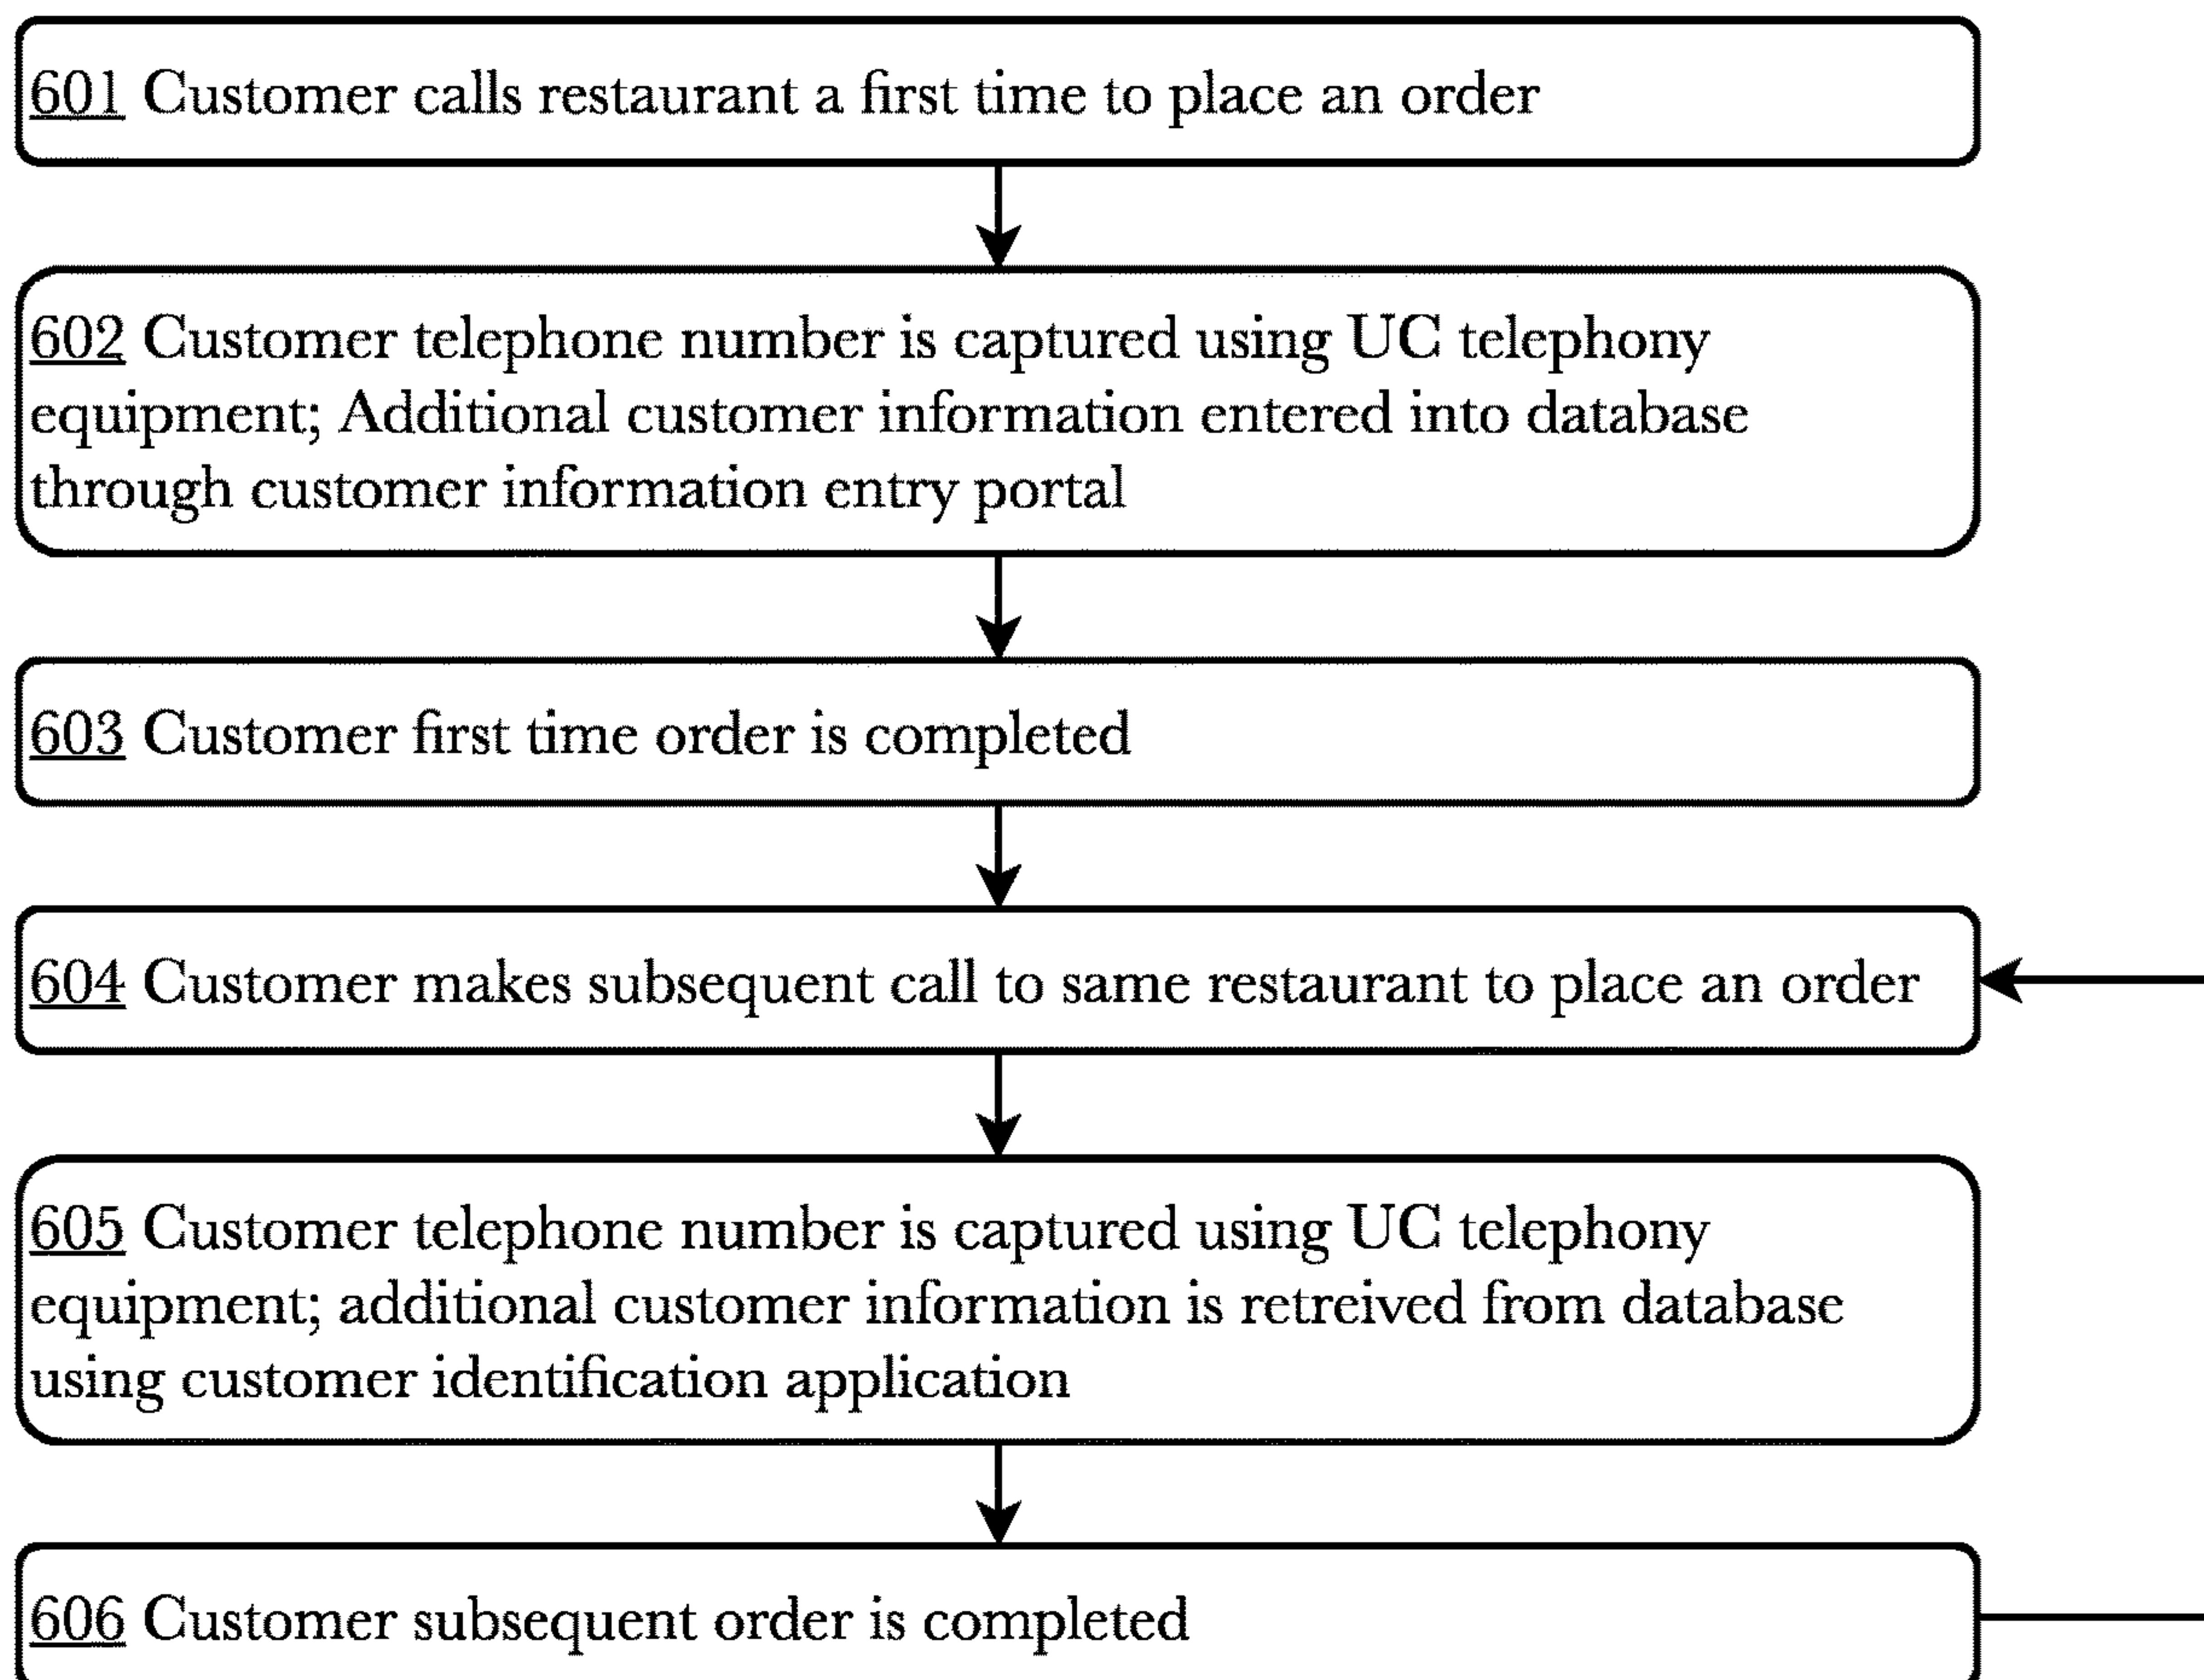 601 Customer calls restaurant a first time to place an order
602 Customer telephone number is captured using UC telephony
equipment; Additional customer information entered into database
through customer information entry portal
603 Customer first time order is completed
604 Customer makes subsequent call to same restaurant to place an order
605 Customer telephone number is captured using UC telephony
equipment; additional customer information is retreived from database
using customer identification application
606 Customer subsequent order is completed